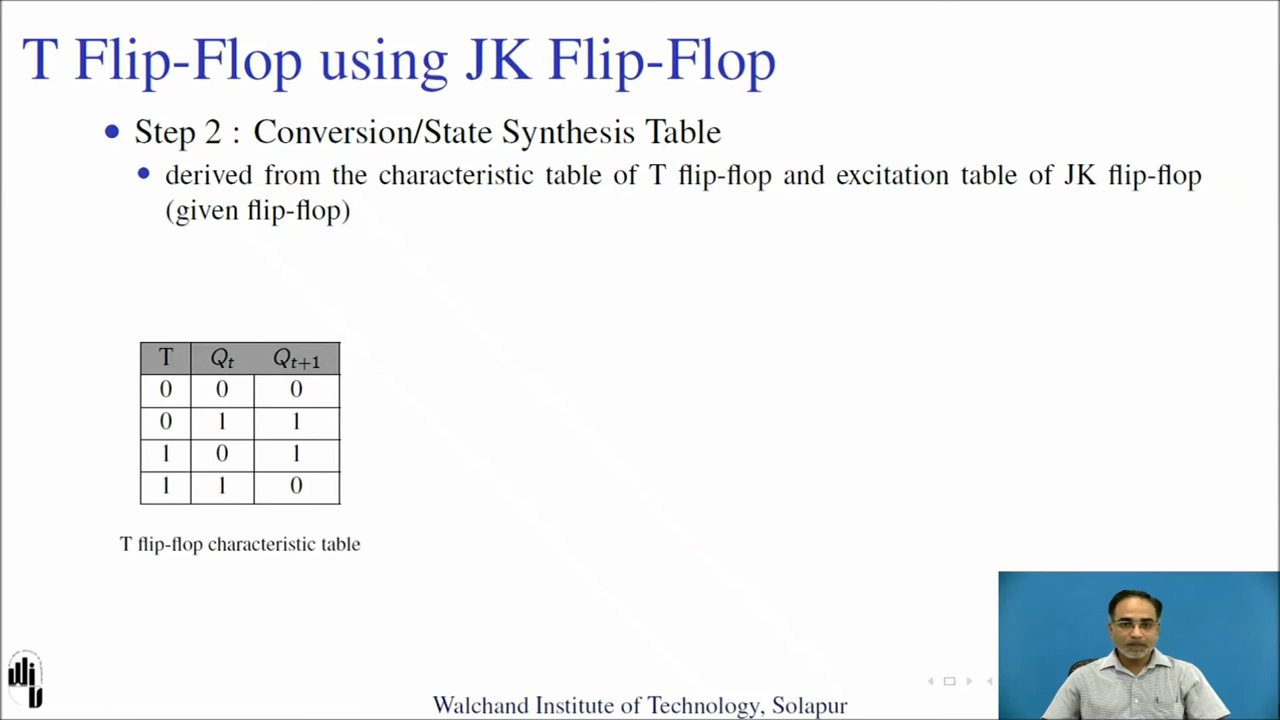 T Flip-Flop using JK Flip-Flop
• Step 2 : Conversion/State Synthesis Table
• derived from the characteristic table of T flip-flop and excitation table of JK flip-flop
(given flip-flop)
T Qt Qt+1
0 0 0
0 1 1
1 0 1
1 1 0
T flip-flop characteristic table
Walchand Institute of Technology, Solapur